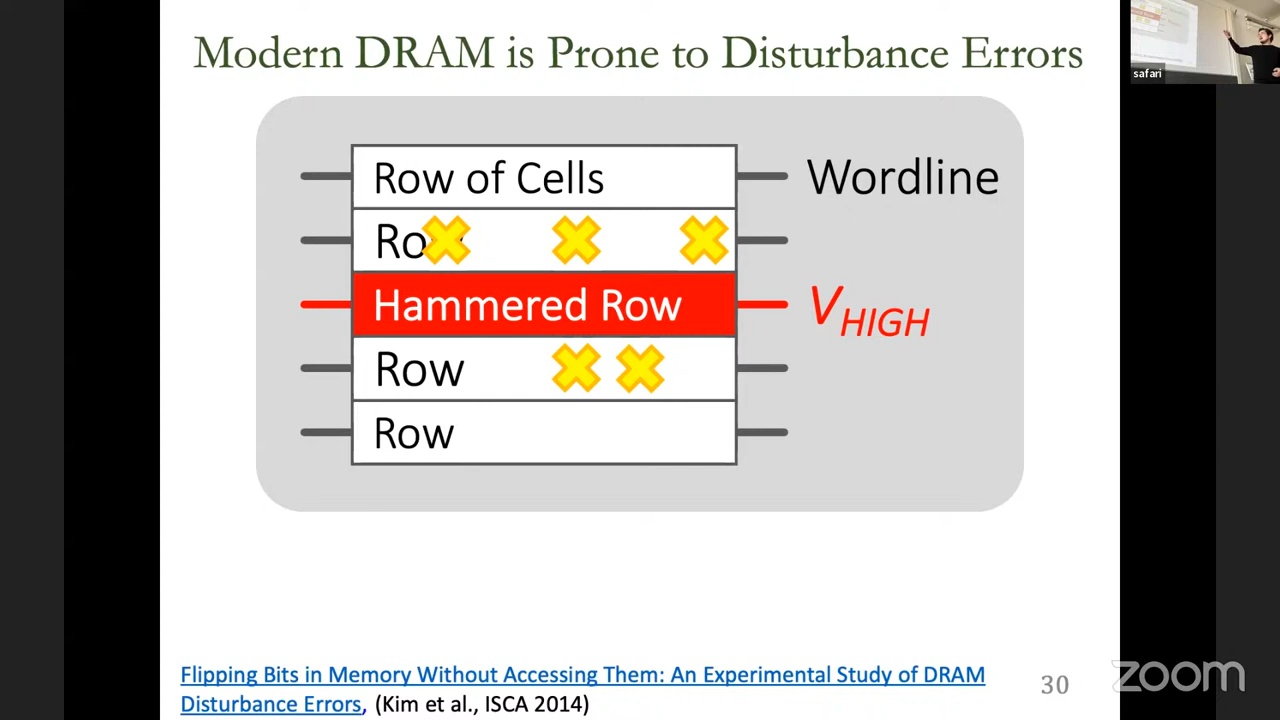 Modern DRAM is Prone to Disturbance Errors
safari
Row of Cells
Wordline
Hammered Row
VHIGH
Row
Row
Flipping Bits in Memory Without Accessing Them: An Experimental Study of DRAM
Disturbance Errors, (Kim et al., ISCA 2014)
30
zoom